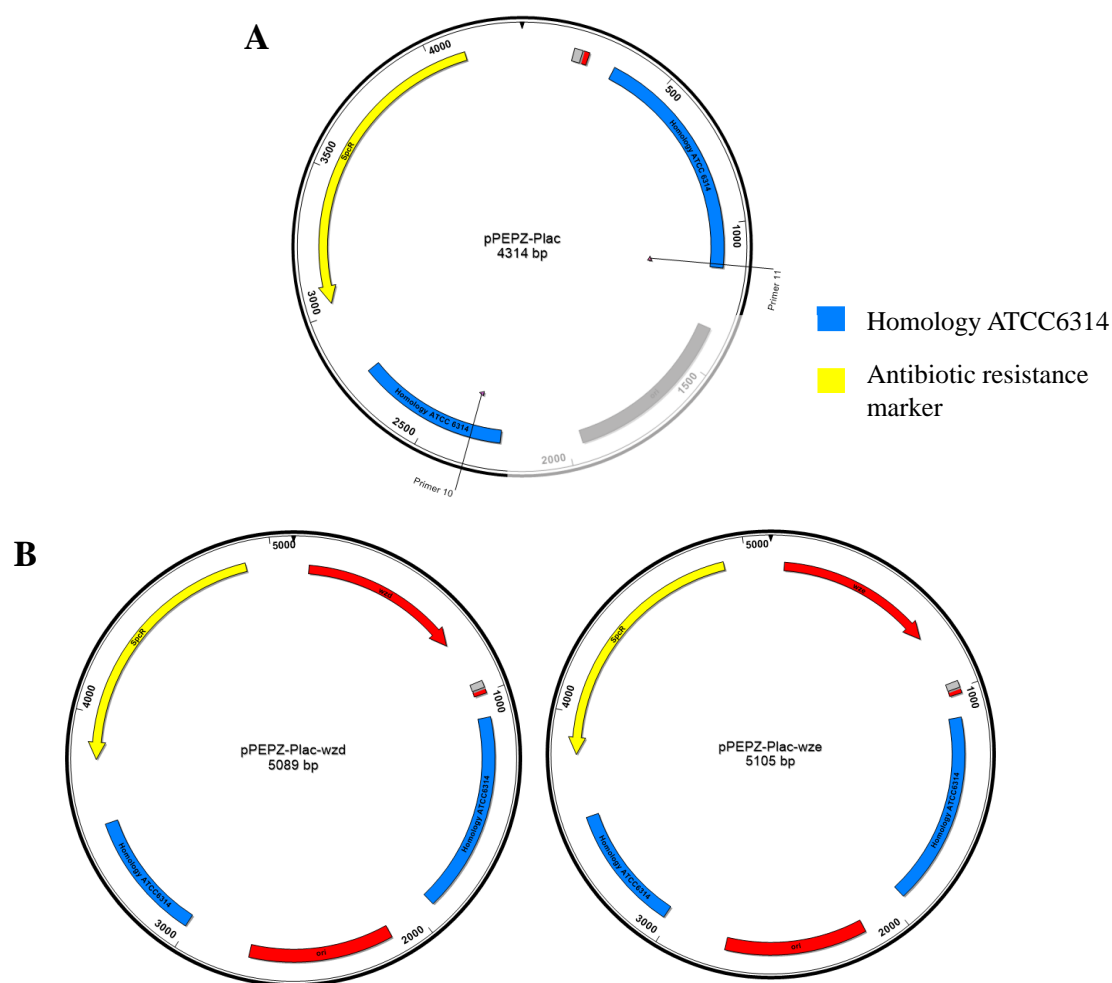 A
4000
500
SpcR
Homology ATCC 6314
3500
1000
pPEPZ-Plac
4314 bp
Primer 11
3000
Homology ATCC6314
Antibiotic resistance
marker
1500
Homology ATCC 6314
2500
2000
Primer 10
B
5000
wzd
SpcR
1000
4000
pPEPZ-Plac-wzd
5089 bp
Homology ATCC6314
Homology ATCC6314
3000
2000
ori
5000
wze
SpcR
1000
4000
pPEPZ-Plac-wze
5105 bp
Homology ATCC6314
Homology ATCC6314
3000
2000
ori